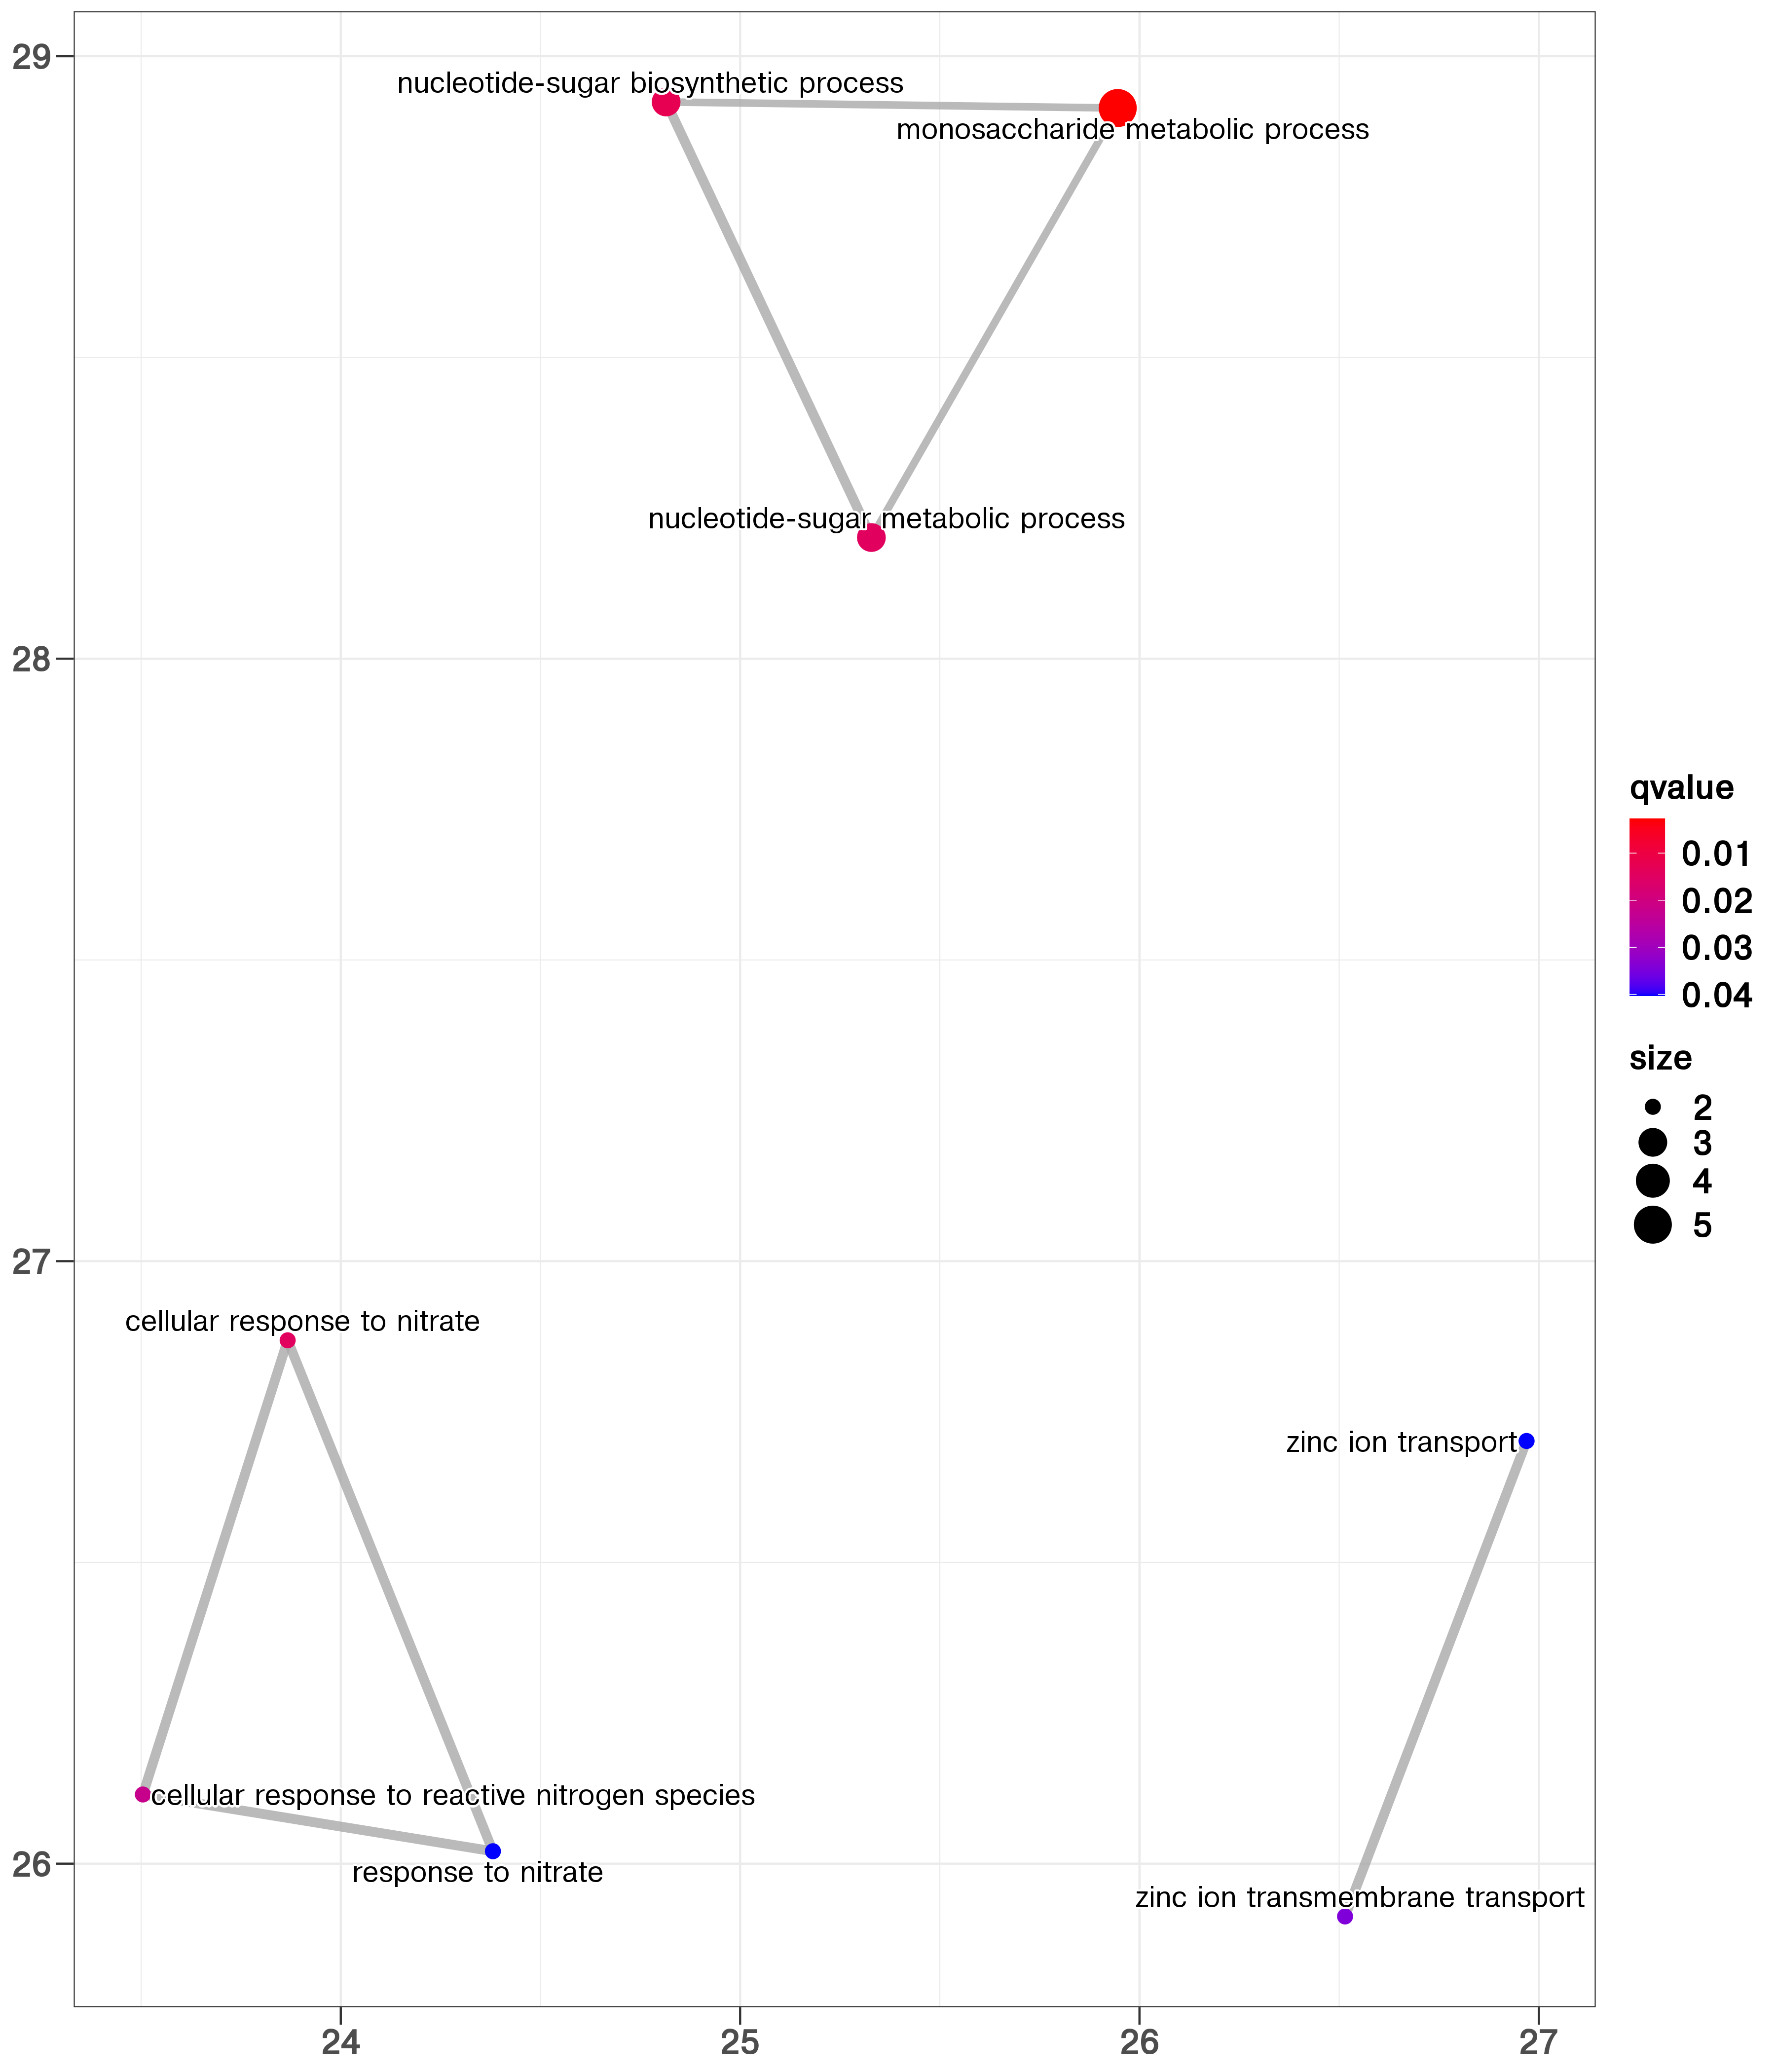 29
nucleotide-sugar biosynthetic process
monosaccharide metabolic process
nucleotide-sugar metabolic process
28
27
cellular response to nitrate
zinc ion transport
cellular response to reactive nitrogen species
26
response to nitrate
zinc ion transmembrane transport
24 25 26 27
qvalue
0.01
0.02
0.03
0.04
size
2
3
4
5